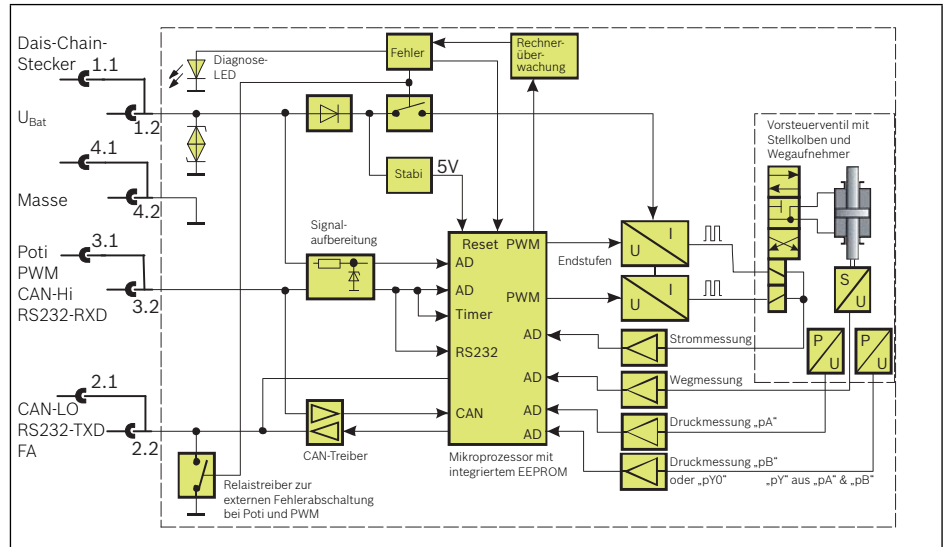 Dais-Chain-
Stecker
1.1
U_Bat
1.2
4.1
Masse
4.2
Poti
3.1
PWM
CAN-Hi
RS232-RXD
3.2
2.1
CAN-LO
RS232-TXD
FA
2.2
Diagnose-
LED
Fehler
Rechner-
über-
wachung
Stabi
5V
Signal-
aufbereitung
Reset PWM
AD
AD
PWM
Timer
RS232
AD
AD
CAN
AD
AD
CAN-Treiber
Mikroprozessor mit
integriertem EEPROM
Relaistreiber zur
externen Fehlerabschaltung
bei Poti und PWM
Endstufen
I
U
I
U
Vorsteuerventil mit
Stellkolben und
Wegaufnehmer
S
U
P
U
P
U
Strommessung
Wegmessung
Druckmessung „pA"
Druckmessung „pB"
oder „pY0"
„pY" aus „pA" & „pB"